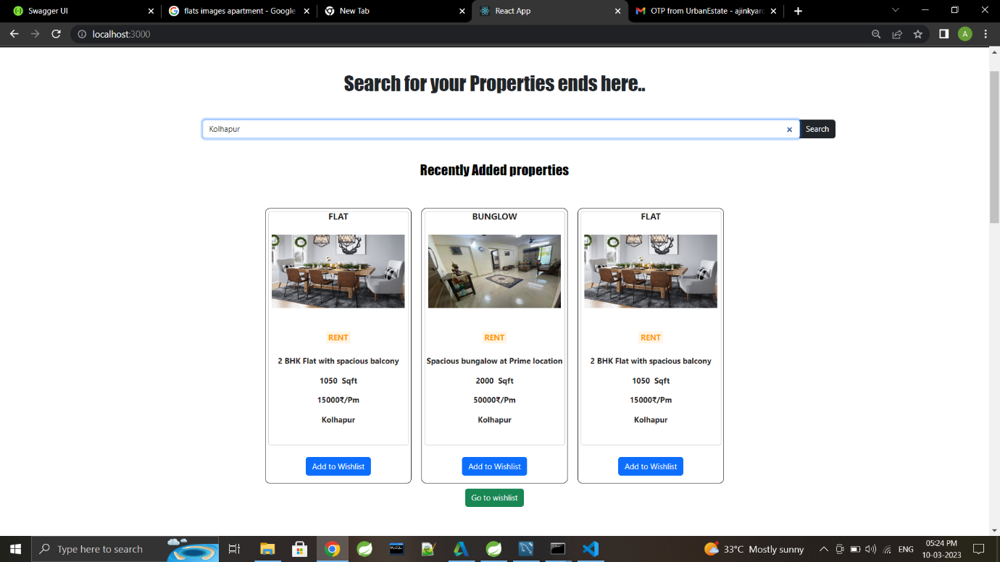 Swagger UI
flats images apartment - Google
New Tab
React App
OTP from UrbanEstate - ajinkyar
localhost:3000
A
Search for your Properties ends here..
Kolhapur
Search
Recently Added properties
FLAT
RENT
2 BHK Flat with spacious balcony
1050 Sqft
15000₹/Pm
Kolhapur
Add to Wishlist
BUNGLOW
RENT
Spacious bungalow at Prime location
2000 Sqft
50000₹/Pm
Kolhapur
Add to Wishlist
FLAT
RENT
2 BHK Flat with spacious balcony
1050 Sqft
15000₹/Pm
Kolhapur
Add to Wishlist
Go to wishlist
Type here to search
33°C Mostly sunny
ENG
05:24 PM
10-03-2023